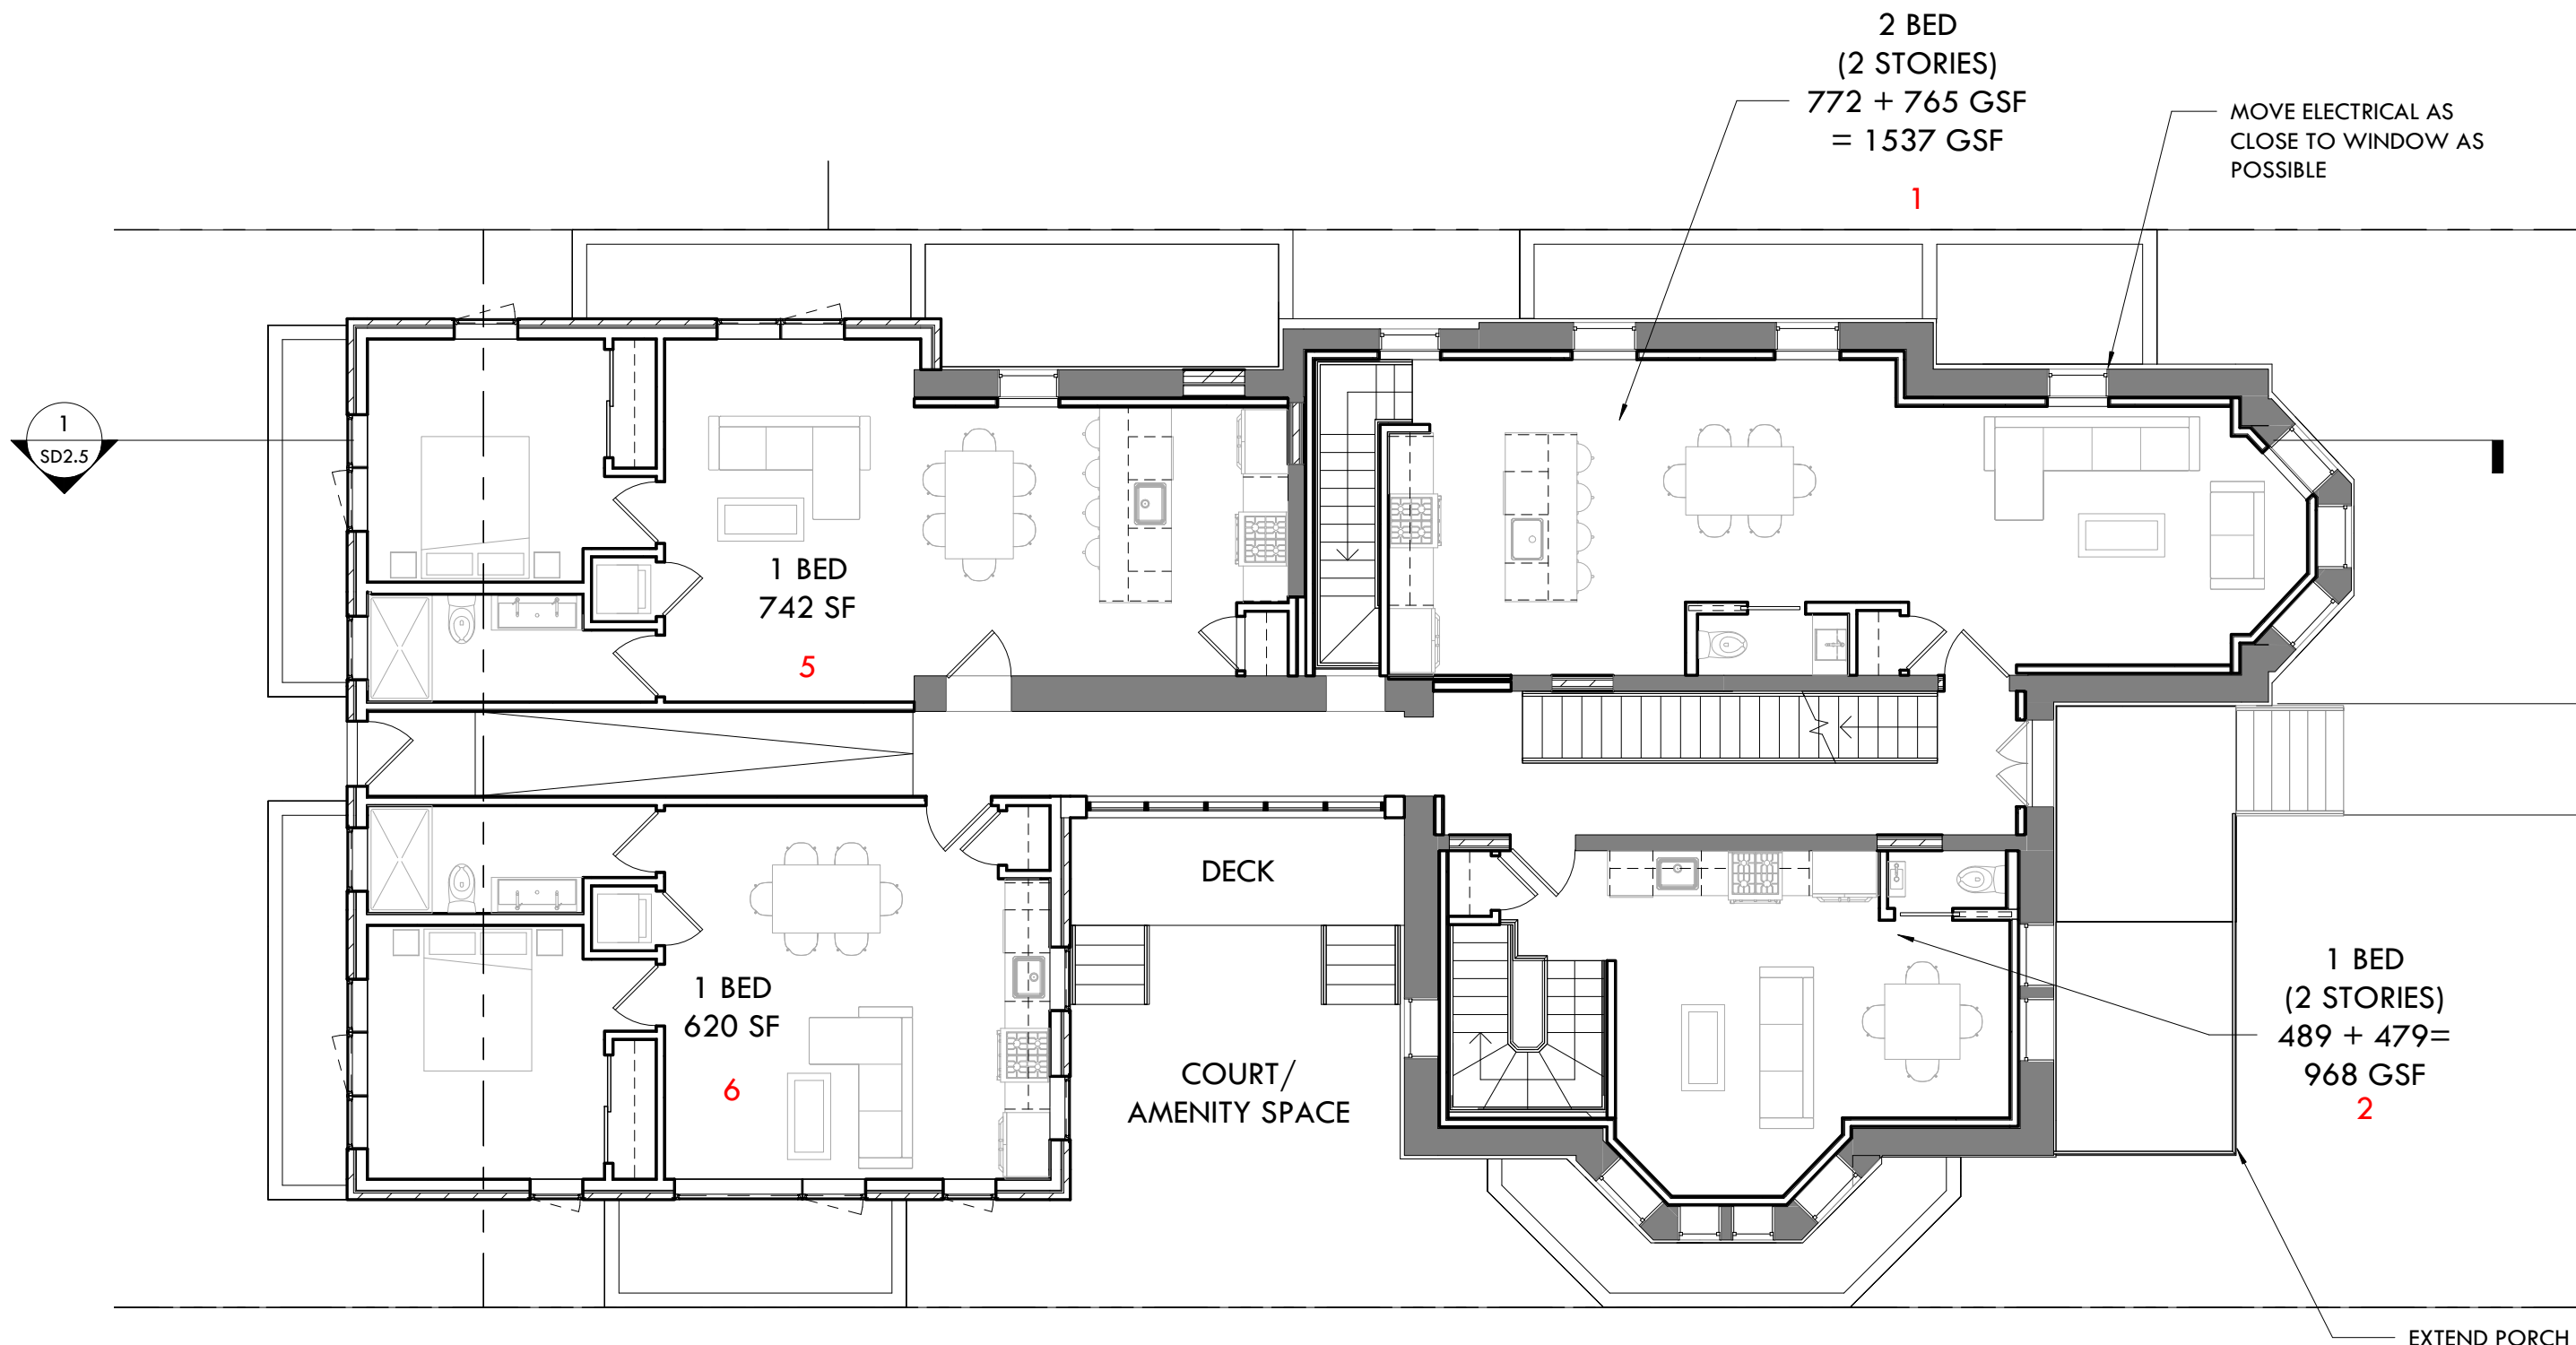 2 BED
(2 STORIES)
772 + 765 GSF
= 1537 GSF
1
MOVE ELECTRICAL AS
CLOSE TO WINDOW AS
POSSIBLE
1
SD2.5
1 BED
742 SF
5
DECK
1 BED
620 SF
6
COURT/
AMENITY SPACE
1 BED
(2 STORIES)
489 + 479=
968 GSF
2
EXTEND PORCH